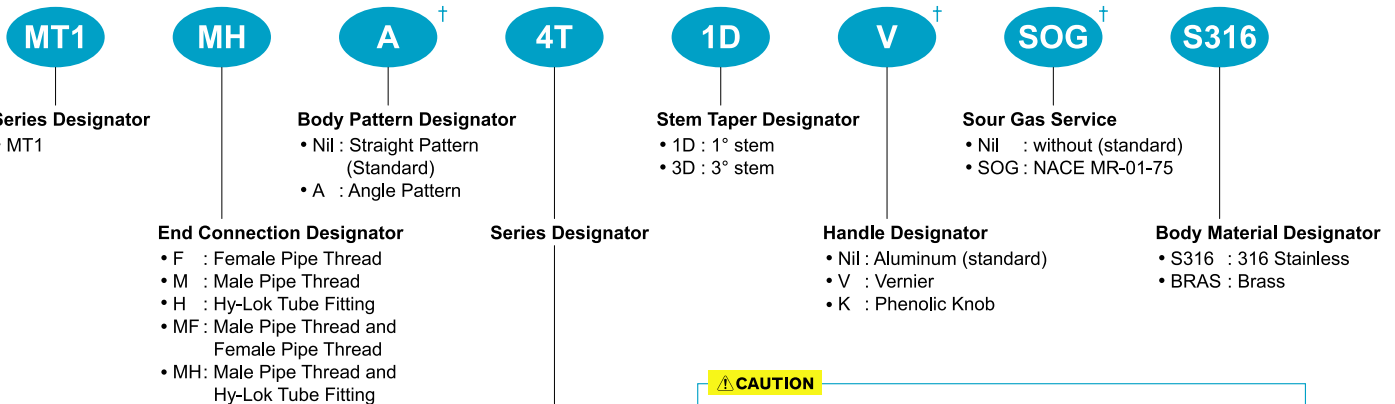 MT1 MH A † 4T 1D V † SOG † S316
Series Designator
• MT1
Body Pattern Designator
• Nil : Straight Pattern
(Standard)
• A : Angle Pattern
Stem Taper Designator
• 1D : 1° stem
• 3D : 3° stem
Sour Gas Service
• Nil : without (standard)
• SOG : NACE MR-01-75
End Connection Designator
• F : Female Pipe Thread
• M : Male Pipe Thread
• H : Hy-Lok Tube Fitting
• MF : Male Pipe Thread and
Female Pipe Thread
• MH: Male Pipe Thread and
Hy-Lok Tube Fitting
Series Designator
Handle Designator
• Nil : Aluminum (standard)
• V : Vernier
• K : Phenolic Knob
Body Material Designator
• S316 : 316 Stainless
• BRAS : Brass
⚠CAUTION